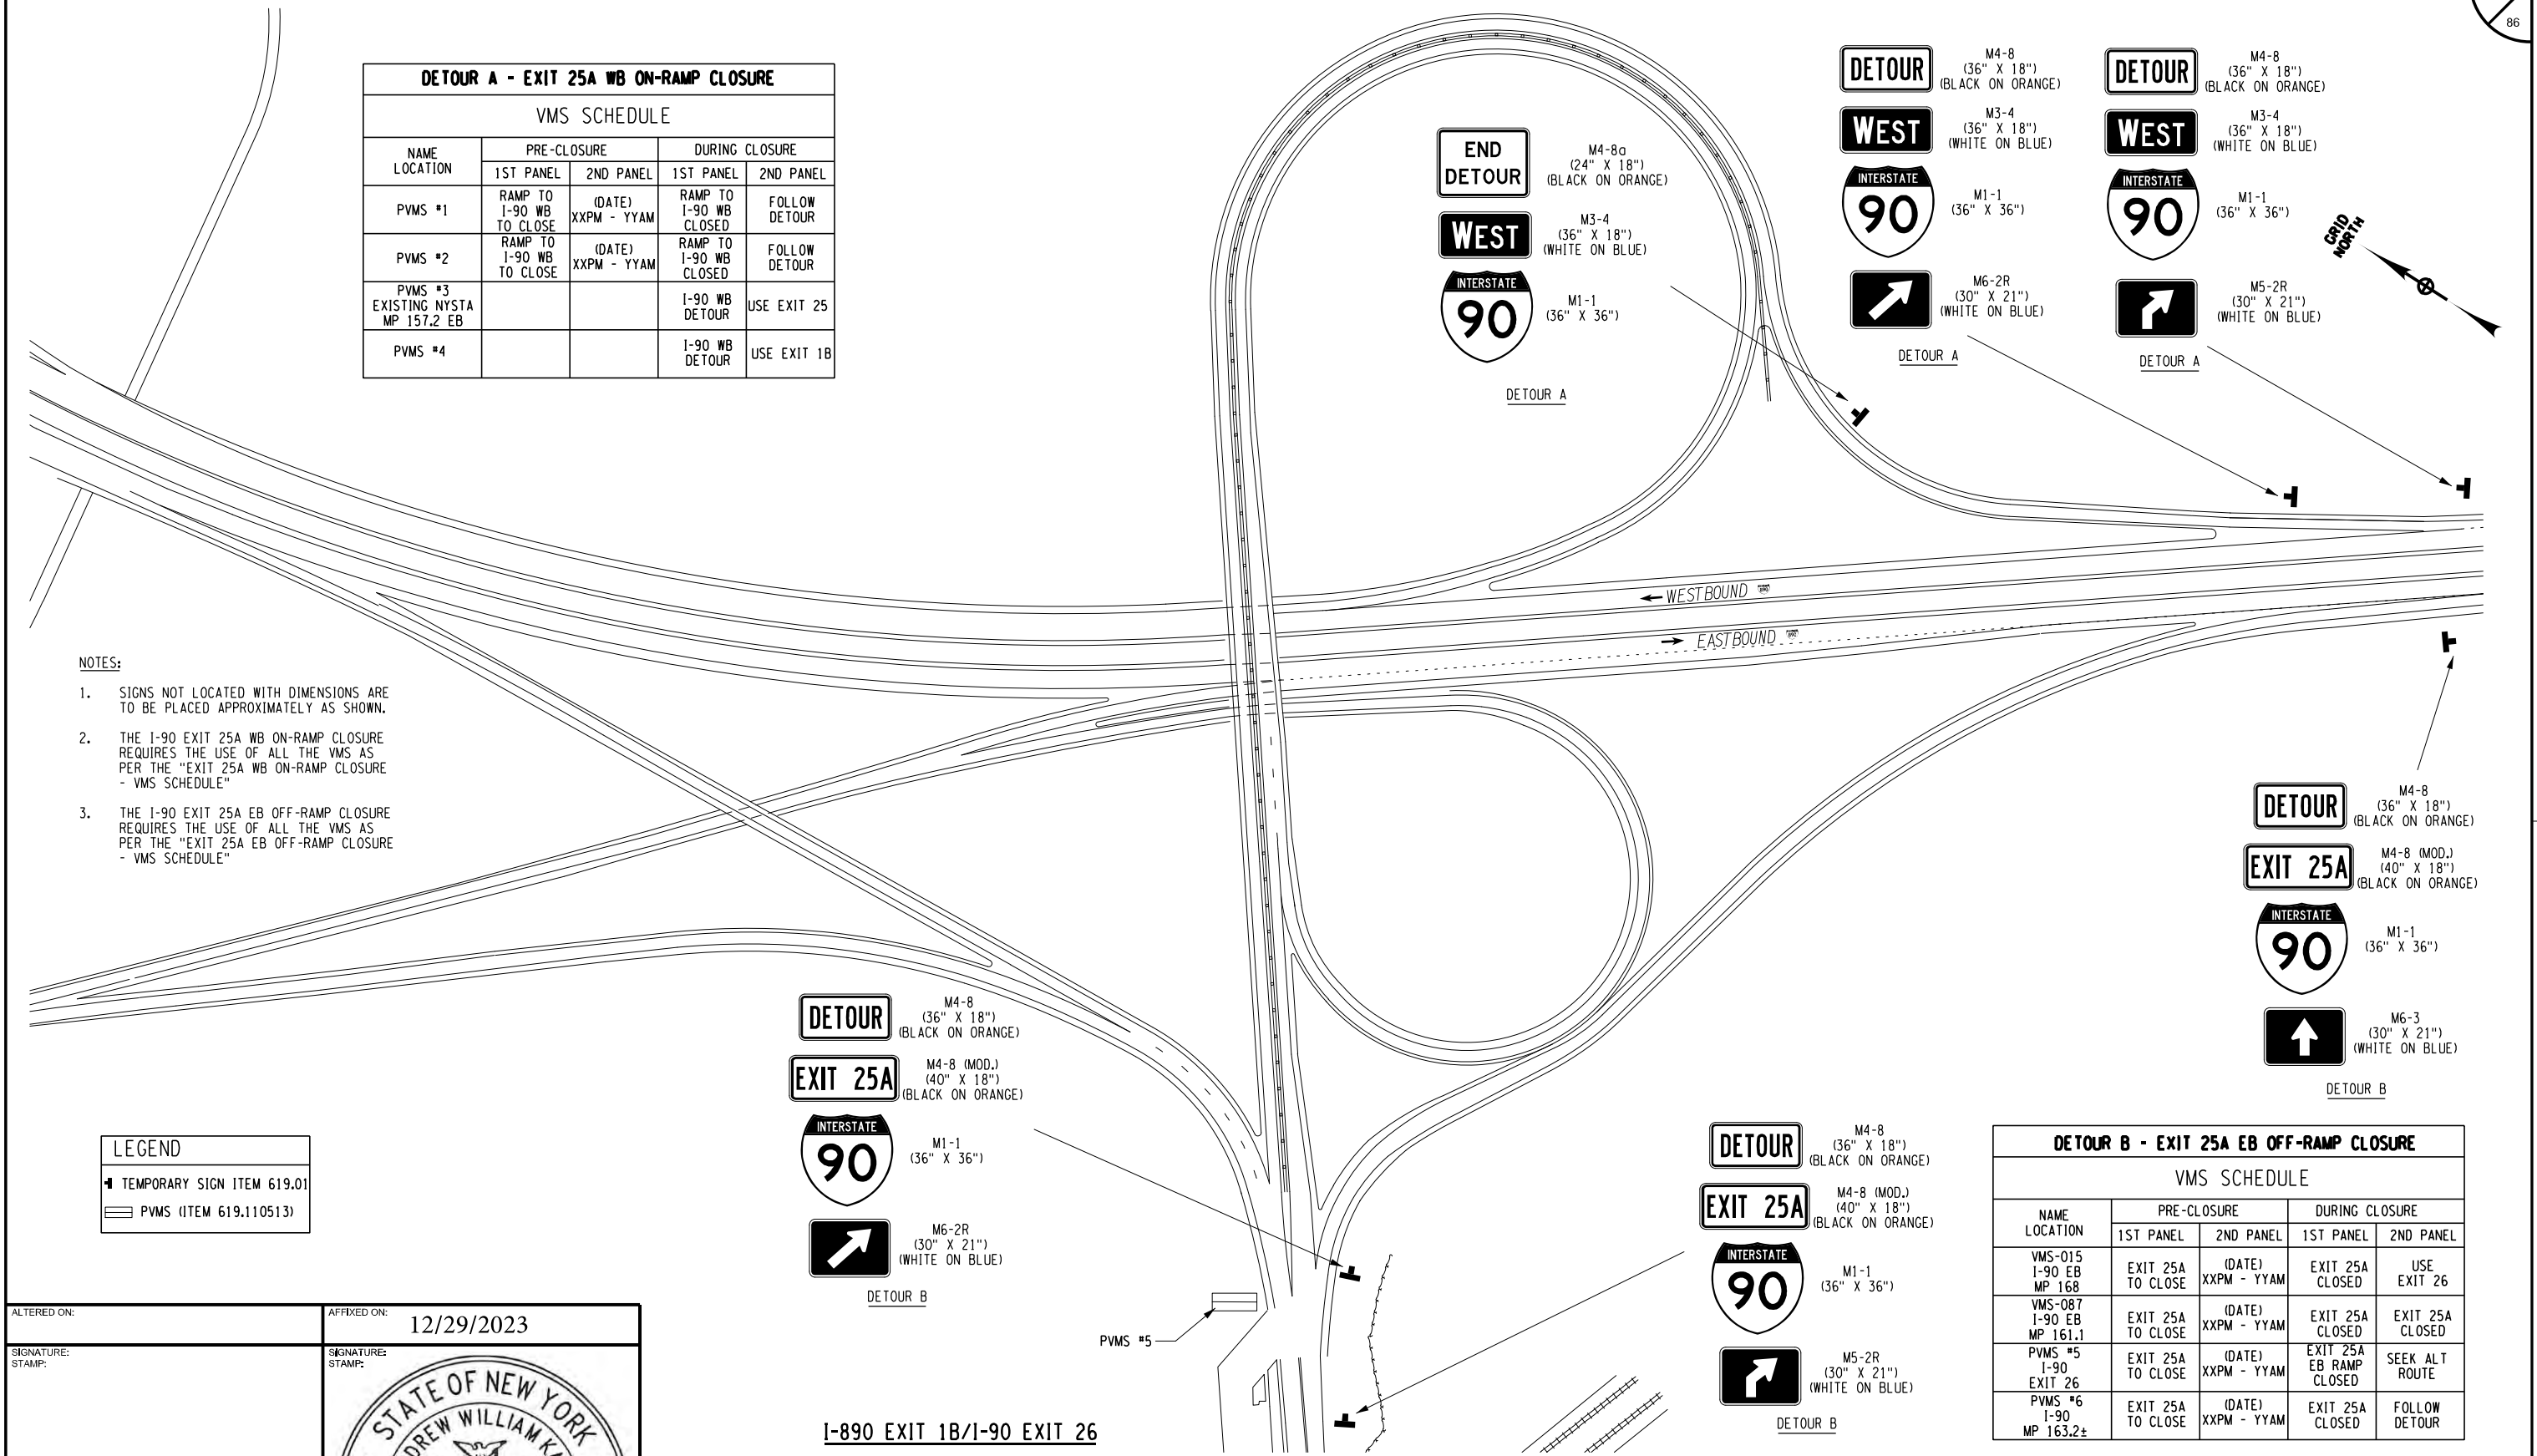 86
DETOUR A - EXIT 25A WB ON-RAMP CLOSURE
VMS SCHEDULE
NAME
LOCATION
PRE-CLOSURE
DURING CLOSURE
1ST PANEL
2ND PANEL
1ST PANEL
2ND PANEL
PVMS #1
RAMP TO
I-90 WB
TO CLOSE
(DATE)
XXPM - YYAM
RAMP TO
I-90 WB
CLOSED
FOLLOW
DETOUR
PVMS #2
RAMP TO
I-90 WB
TO CLOSE
(DATE)
XXPM - YYAM
RAMP TO
I-90 WB
CLOSED
FOLLOW
DETOUR
PVMS #3
EXISTING NYSTA
MP 157.2 EB
I-90 WB
DETOUR
USE EXIT 25
PVMS #4
I-90 WB
DETOUR
USE EXIT 1B
END
DETOUR
M4-8a
(24" X 18")
(BLACK ON ORANGE)
WEST
M3-4
(36" X 18")
(WHITE ON BLUE)
INTERSTATE
90
M1-1
(36" X 36")
DETOUR A
DETOUR
M4-8
(36" X 18")
(BLACK ON ORANGE)
WEST
M3-4
(36" X 18")
(WHITE ON BLUE)
INTERSTATE
90
M1-1
(36" X 36")
M6-2R
(30" X 21")
(WHITE ON BLUE)
DETOUR A
DETOUR
M4-8
(36" X 18")
(BLACK ON ORANGE)
WEST
M3-4
(36" X 18")
(WHITE ON BLUE)
INTERSTATE
90
M1-1
(36" X 36")
M5-2R
(30" X 21")
(WHITE ON BLUE)
DETOUR A
GRID
NORTH
WESTBOUND
EASTBOUND
NOTES:
1. SIGNS NOT LOCATED WITH DIMENSIONS ARE
TO BE PLACED APPROXIMATELY AS SHOWN.
2. THE I-90 EXIT 25A WB ON-RAMP CLOSURE
REQUIRES THE USE OF ALL THE VMS AS
PER THE "EXIT 25A WB ON-RAMP CLOSURE
- VMS SCHEDULE"
3. THE I-90 EXIT 25A EB OFF-RAMP CLOSURE
REQUIRES THE USE OF ALL THE VMS AS
PER THE "EXIT 25A EB OFF-RAMP CLOSURE
- VMS SCHEDULE"
DETOUR
M4-8
(36" X 18")
(BLACK ON ORANGE)
EXIT 25A
M4-8 (MOD.)
(40" X 18")
(BLACK ON ORANGE)
INTERSTATE
90
M1-1
(36" X 36")
M6-3
(30" X 21")
(WHITE ON BLUE)
DETOUR B
DETOUR
M4-8
(36" X 18")
(BLACK ON ORANGE)
EXIT 25A
M4-8 (MOD.)
(40" X 18")
(BLACK ON ORANGE)
INTERSTATE
90
M1-1
(36" X 36")
M6-2R
(30" X 21")
(WHITE ON BLUE)
DETOUR B
DETOUR
M4-8
(36" X 18")
(BLACK ON ORANGE)
EXIT 25A
M4-8 (MOD.)
(40" X 18")
(BLACK ON ORANGE)
INTERSTATE
90
M1-1
(36" X 36")
M5-2R
(30" X 21")
(WHITE ON BLUE)
DETOUR B
LEGEND
TEMPORARY SIGN ITEM 619.01
PVMS (ITEM 619.110513)
PVMS #5
DETOUR B - EXIT 25A EB OFF-RAMP CLOSURE
VMS SCHEDULE
NAME
LOCATION
PRE-CLOSURE
DURING CLOSURE
1ST PANEL
2ND PANEL
1ST PANEL
2ND PANEL
VMS-015
I-90 EB
MP 168
EXIT 25A
TO CLOSE
(DATE)
XXPM - YYAM
EXIT 25A
CLOSED
USE
EXIT 26
VMS-087
I-90 EB
MP 161.1
EXIT 25A
TO CLOSE
(DATE)
XXPM - YYAM
EXIT 25A
CLOSED
EXIT 25A
CLOSED
PVMS #5
I-90
EXIT 26
EXIT 25A
TO CLOSE
(DATE)
XXPM - YYAM
EXIT 25A
EB RAMP
CLOSED
SEEK ALT
ROUTE
PVMS #6
I-90
MP 163.2±
EXIT 25A
TO CLOSE
(DATE)
XXPM - YYAM
EXIT 25A
CLOSED
FOLLOW
DETOUR
ALTERED ON:
AFFIXED ON:
12/29/2023
SIGNATURE:
STAMP:
SIGNATURE:
STAMP:
STATE OF NEW YORK
WILLIAM
I-890 EXIT 1B/I-90 EXIT 26